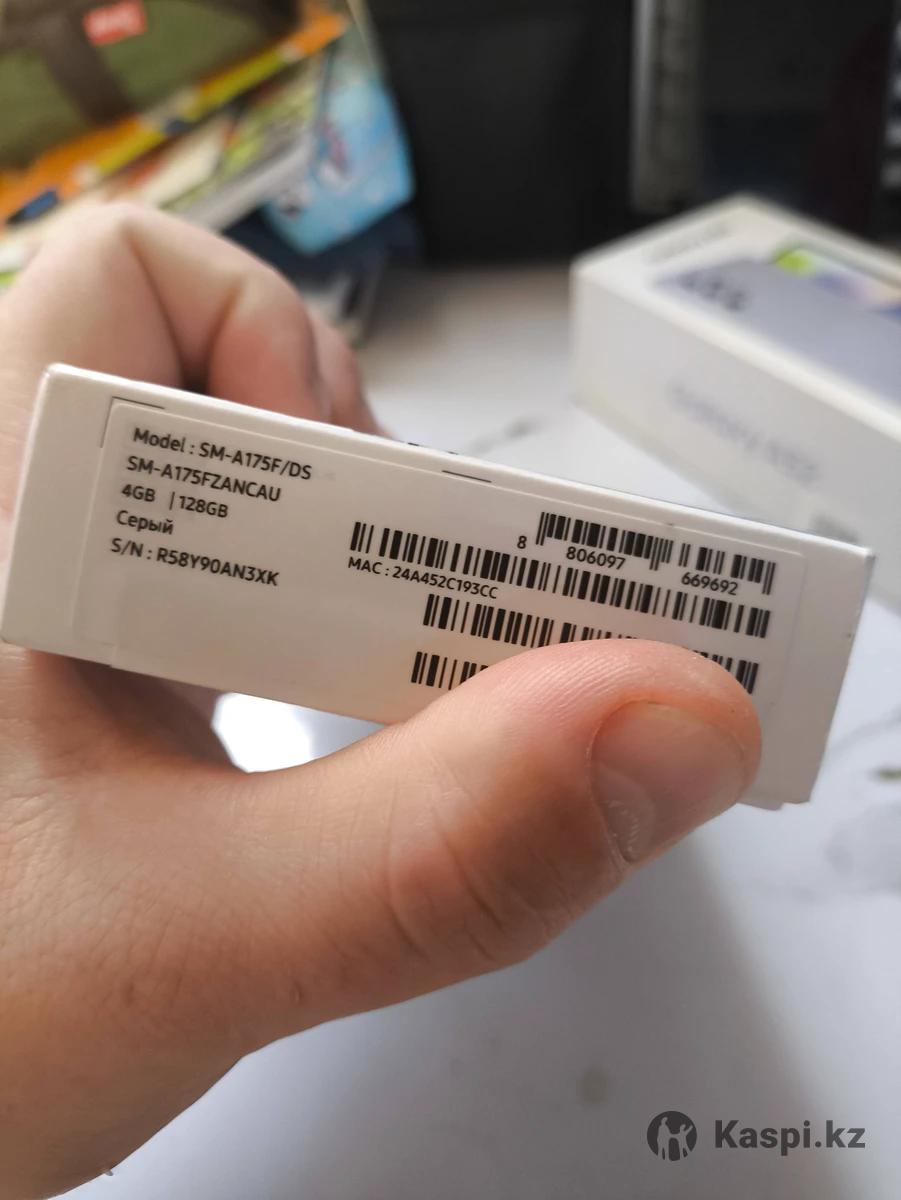 Model : SM-A175F/DS
SM-A175FZANCAU
4GB | 128GB
Серый
S/N : R58Y90AN3XK
8 806097 669692
MAC : 24A452C193CC
Kaspi.kz